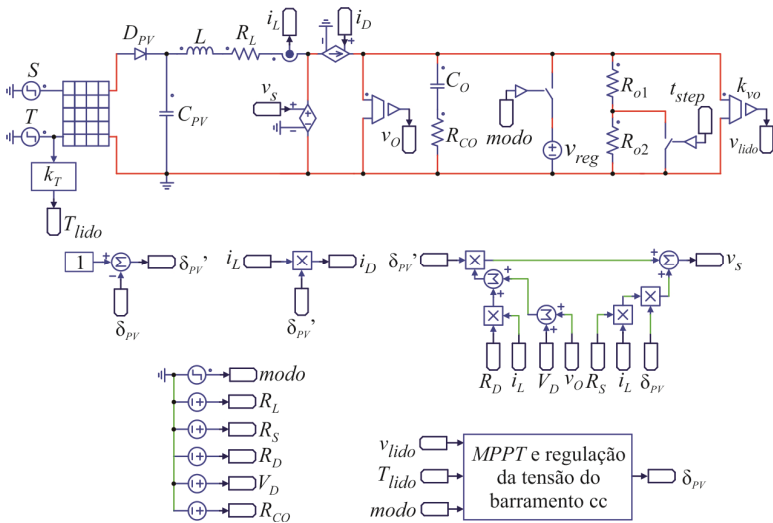 D_PV L R_L i_L i_D
S
T
C_PV
v_s
v_O
C_O
R_CO
modo
v_reg
R_o1
R_o2
t_step
k_vo
v_lido
k_T
T_lido
1 + Σ − δ_PV'
δ_PV
i_L × i_D
δ_PV'
δ_PV' × + Σ + v_s
+ Σ + × + Σ + × ×
R_D i_L V_D v_O R_S i_L δ_PV
modo
R_L
R_S
R_D
V_D
R_CO
v_lido
T_lido
modo
MPPT e regulação
da tensão do
barramento cc
δ_PV